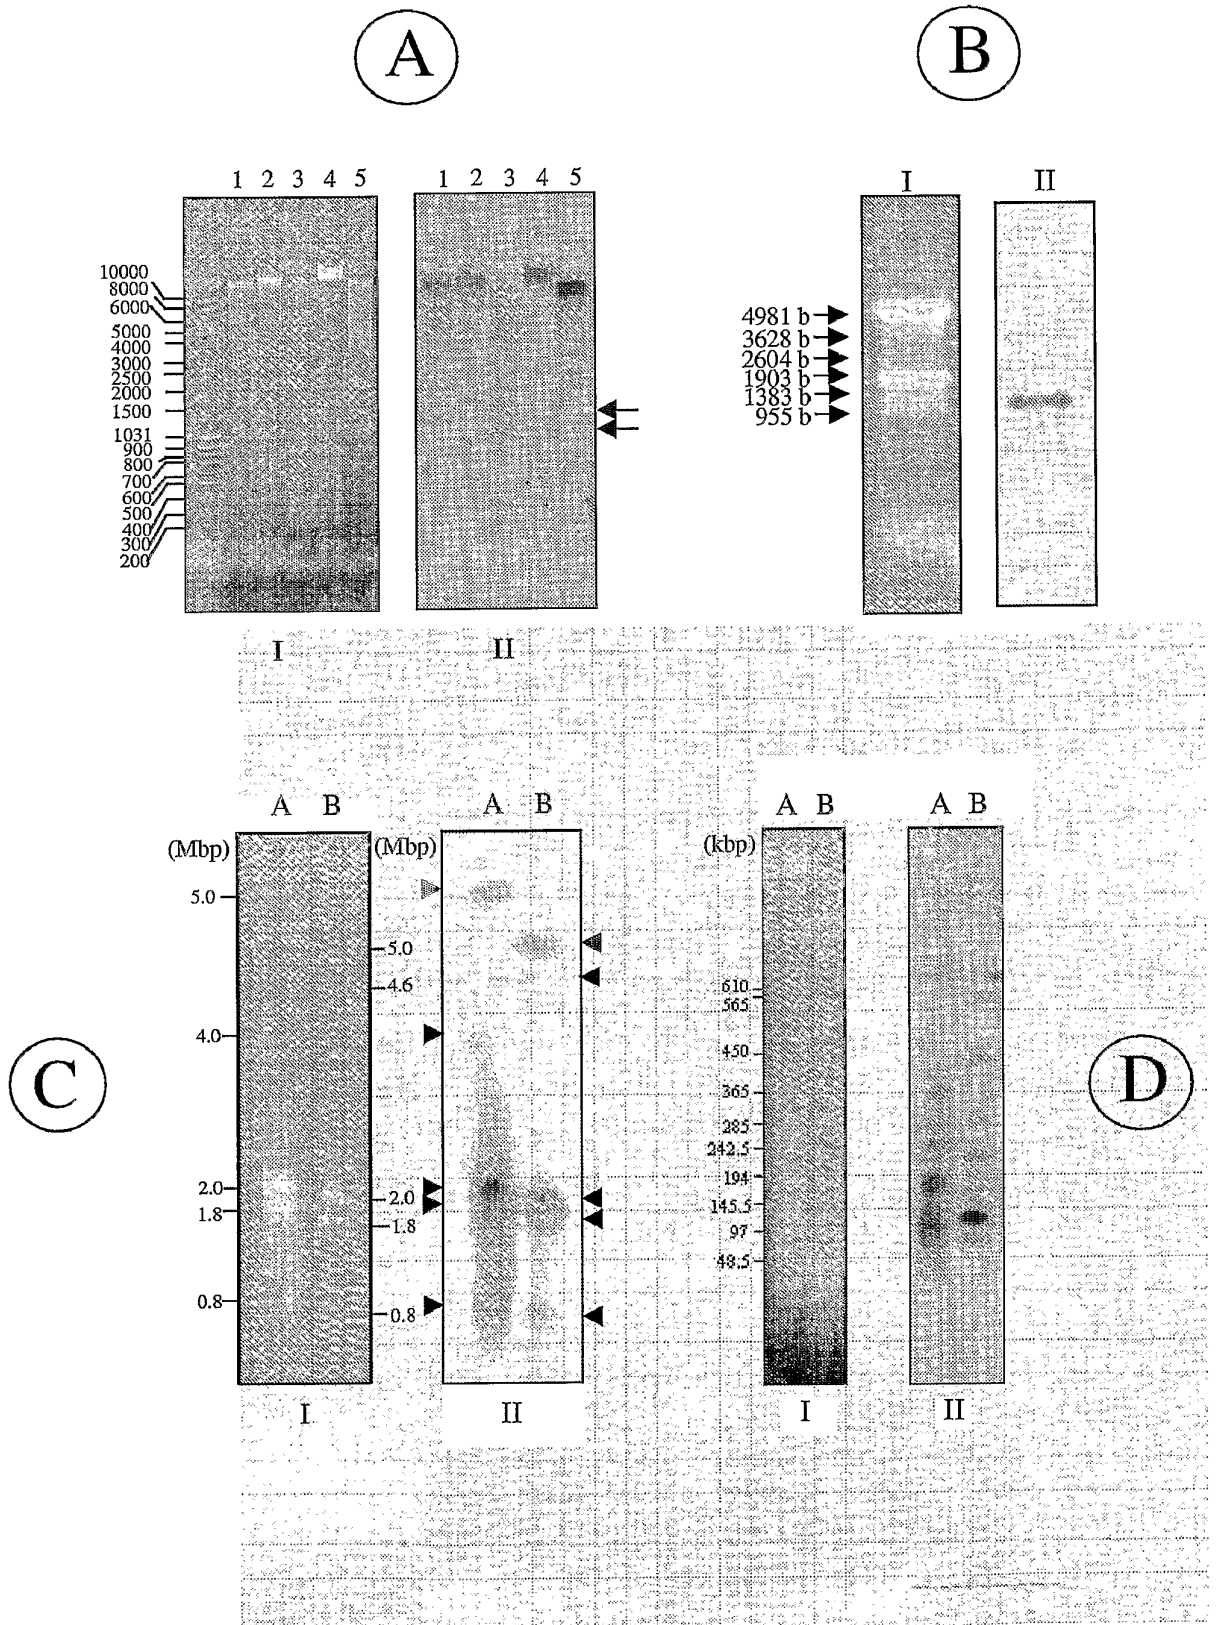 A
B
1 2 3 4 5
1 2 3 4 5
I
II
10000
8000
6000
5000
4000
3000
2500
2000
1500
1031
900
800
700
600
500
400
300
200
4981 b
3628 b
2604 b
1903 b
1383 b
955 b
I
II
A B
A B
A B
A B
(Mbp)
(Mbp)
(kbp)
5.0
4.0
2.0
1.8
0.8
5.0
4.6
2.0
1.8
0.8
610
565
450
365
285
242.5
194
145.5
97
48.5
C
D
I
II
I
II